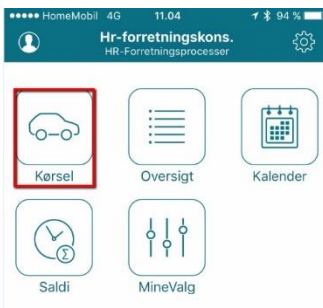 HomeMobil 4G 11.04 94 %
Hr-forretningskons.
HR-Forretningsprocesser
Kørsel Oversigt Kalender
Σ
Saldi MineValg